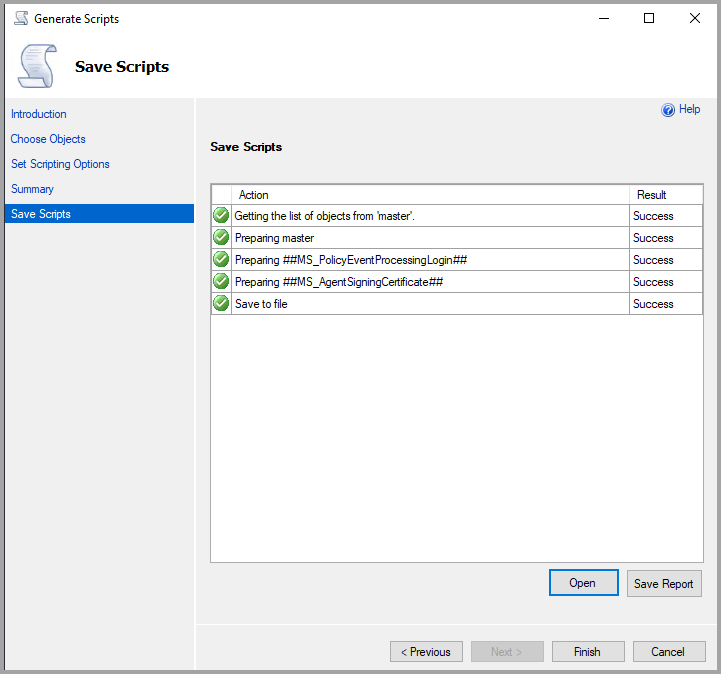 Generate Scripts
Save Scripts
Introduction
Choose Objects
Set Scripting Options
Summary
Save Scripts
Help
Save Scripts
Action Result
Getting the list of objects from 'master'. Success
Preparing master Success
Preparing ##MS_PolicyEventProcessingLogin## Success
Preparing ##MS_AgentSigningCertificate## Success
Save to file Success
Open Save Report
< Previous Next > Finish Cancel